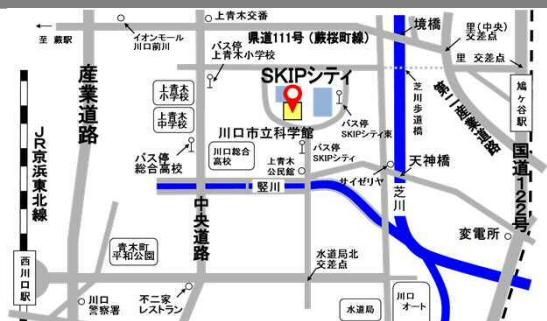 上青木交番
県道111号(蕨桜町線)
境橋
里(中央)
交差点
至 蕨駅
イオンモール
川口前川
バス停
上青木小学校
里 交差点
SKIPシティ
産業道路
上青木
小学校
上青木
中学校
芝川歩道橋
第二産業道路
鳩ヶ谷駅
バス停
SKIPシティ東
川口市立科学館
バス停
総合高校
川口総合
高校
バス停
SKIPシティ
上青木
公民館
天神橋
サイゼリヤ
国道122号
JR京浜東北線
竪川
芝川
中央道路
変電所
青木町
平和公園
西川口駅
水道局北
交差点
川口
警察署
不二家
レストラン
水道局
川口
オート